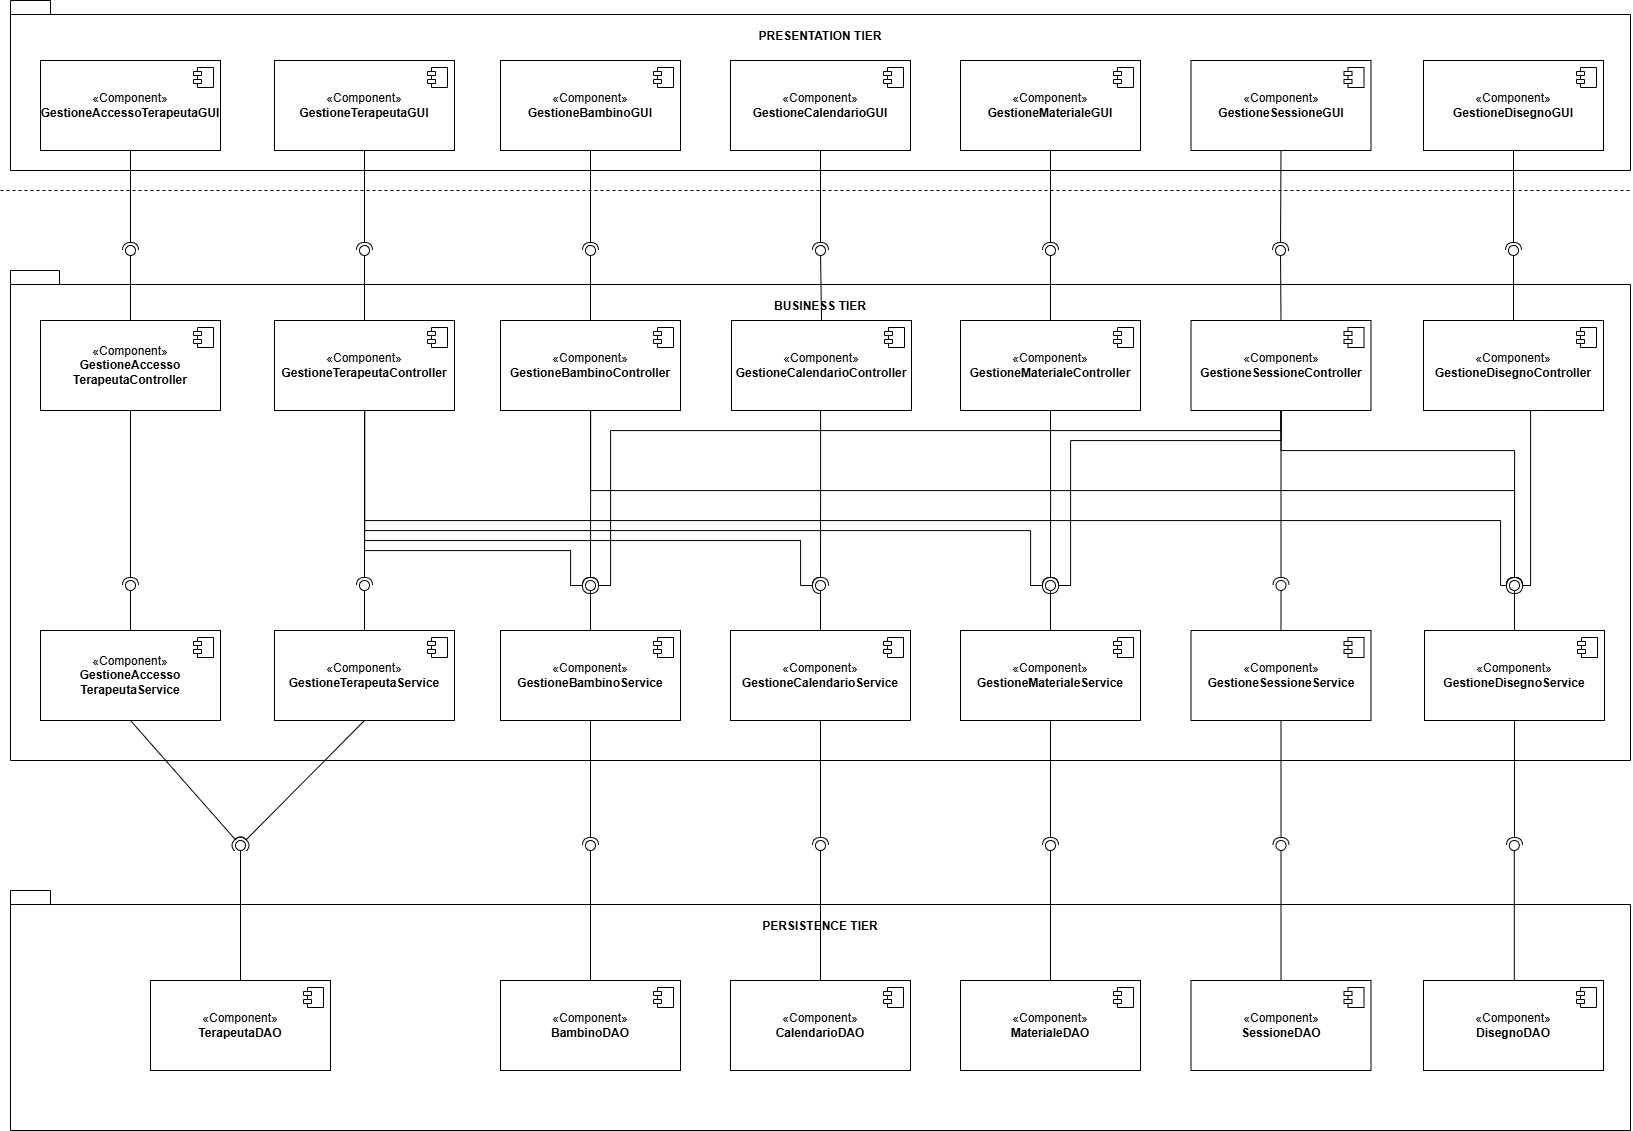 PRESENTATION TIER
«Component»
GestioneAccessoTerapeutaGUI
«Component»
GestioneTerapeutaGUI
«Component»
GestioneBambinoGUI
«Component»
GestioneCalendarioGUI
«Component»
GestioneMaterialeGUI
«Component»
GestioneSessioneGUI
«Component»
GestioneDisegnoGUI
BUSINESS TIER
«Component»
GestioneAccesso
TerapeutaController
«Component»
GestioneTerapeutaController
«Component»
GestioneBambinoController
«Component»
GestioneCalendarioController
«Component»
GestioneMaterialeController
«Component»
GestioneSessioneController
«Component»
GestioneDisegnoController
«Component»
GestioneAccesso
TerapeutaService
«Component»
GestioneTerapeutaService
«Component»
GestioneBambinoService
«Component»
GestioneCalendarioService
«Component»
GestioneMaterialeService
«Component»
GestioneSessioneService
«Component»
GestioneDisegnoService
PERSISTENCE TIER
«Component»
TerapeutaDAO
«Component»
BambinoDAO
«Component»
CalendarioDAO
«Component»
MaterialeDAO
«Component»
SessioneDAO
«Component»
DisegnoDAO